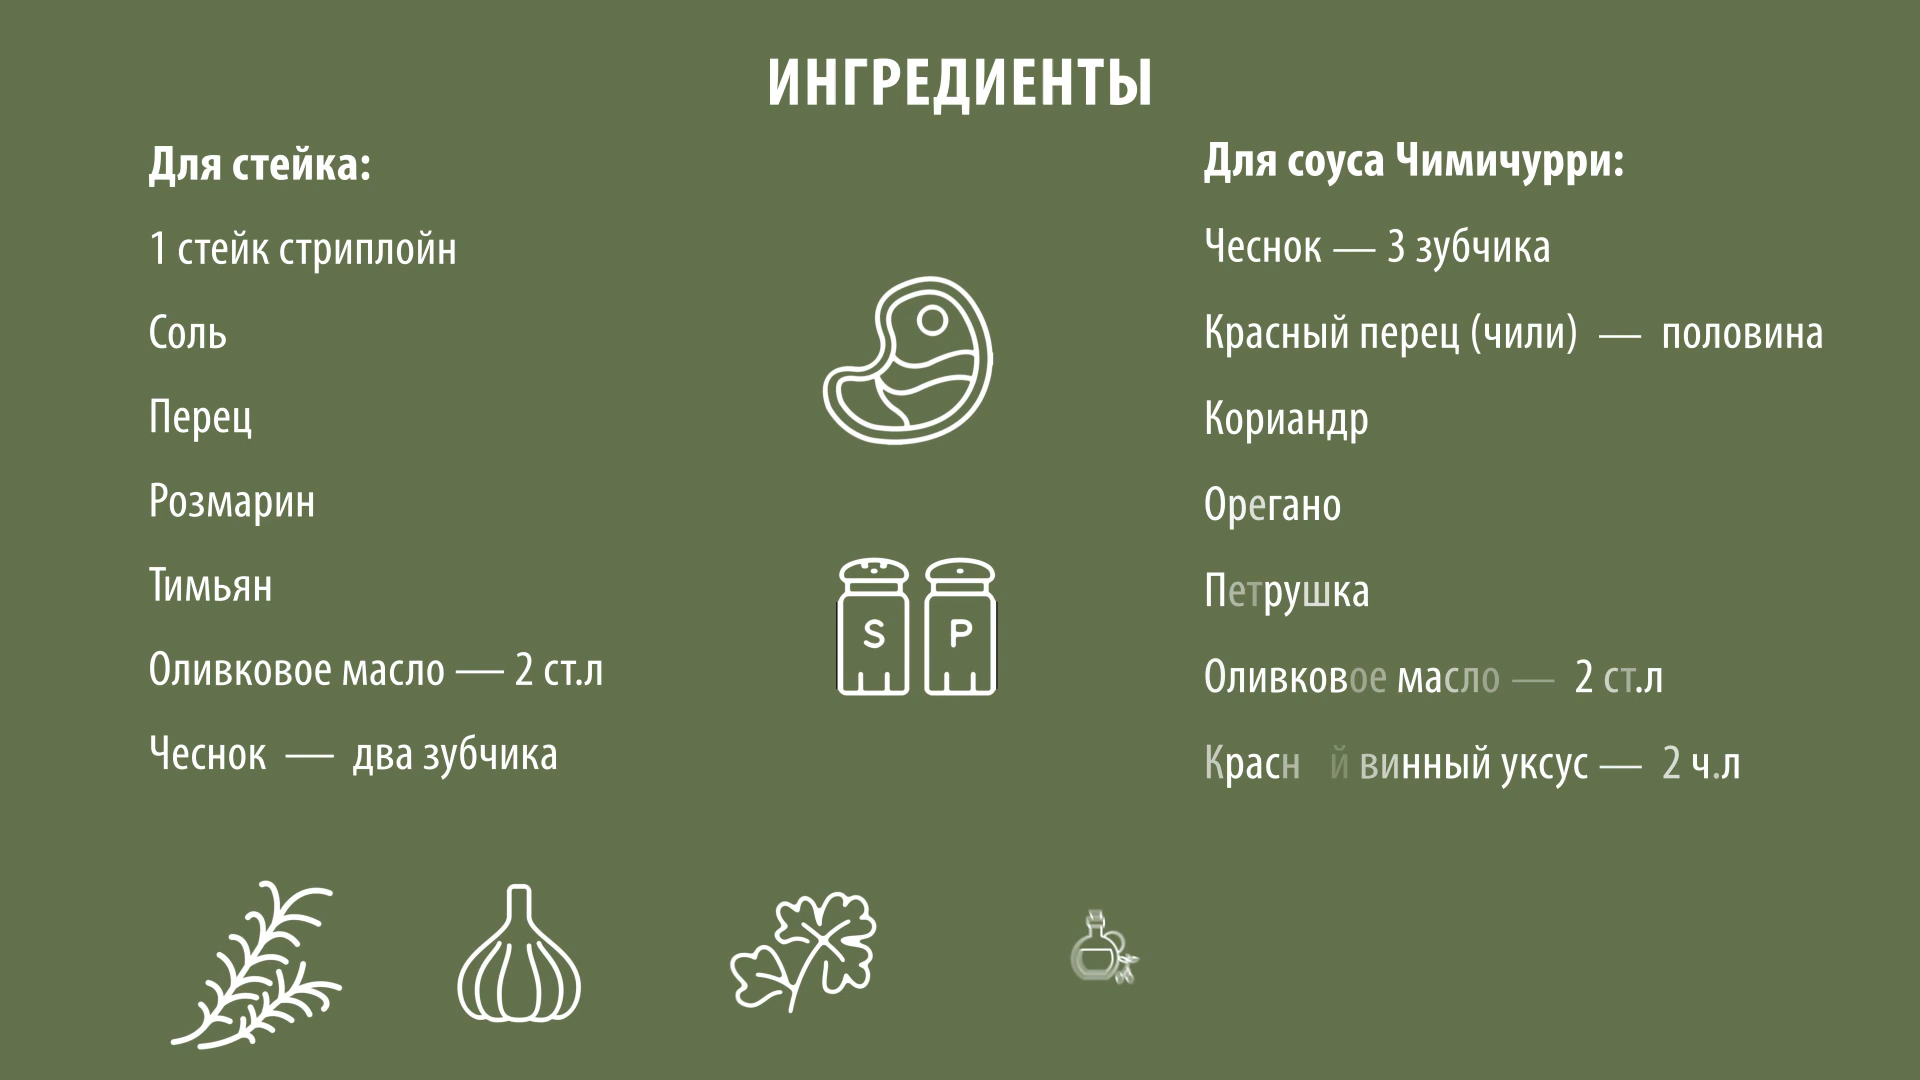 ИНГРЕДИЕНТЫ
Для стейка:
1 стейк стриплойн
Соль
Перец
Розмарин
Тимьян
Оливковое масло — 2 ст.л
Чеснок — два зубчика
S P
Для соуса Чимичурри:
Чеснок — 3 зубчика
Красный перец (чили) — половина
Кориандр
Орегано
Петрушка
Оливковое масло — 2 ст.л
Красн й винный уксус — 2 ч.л